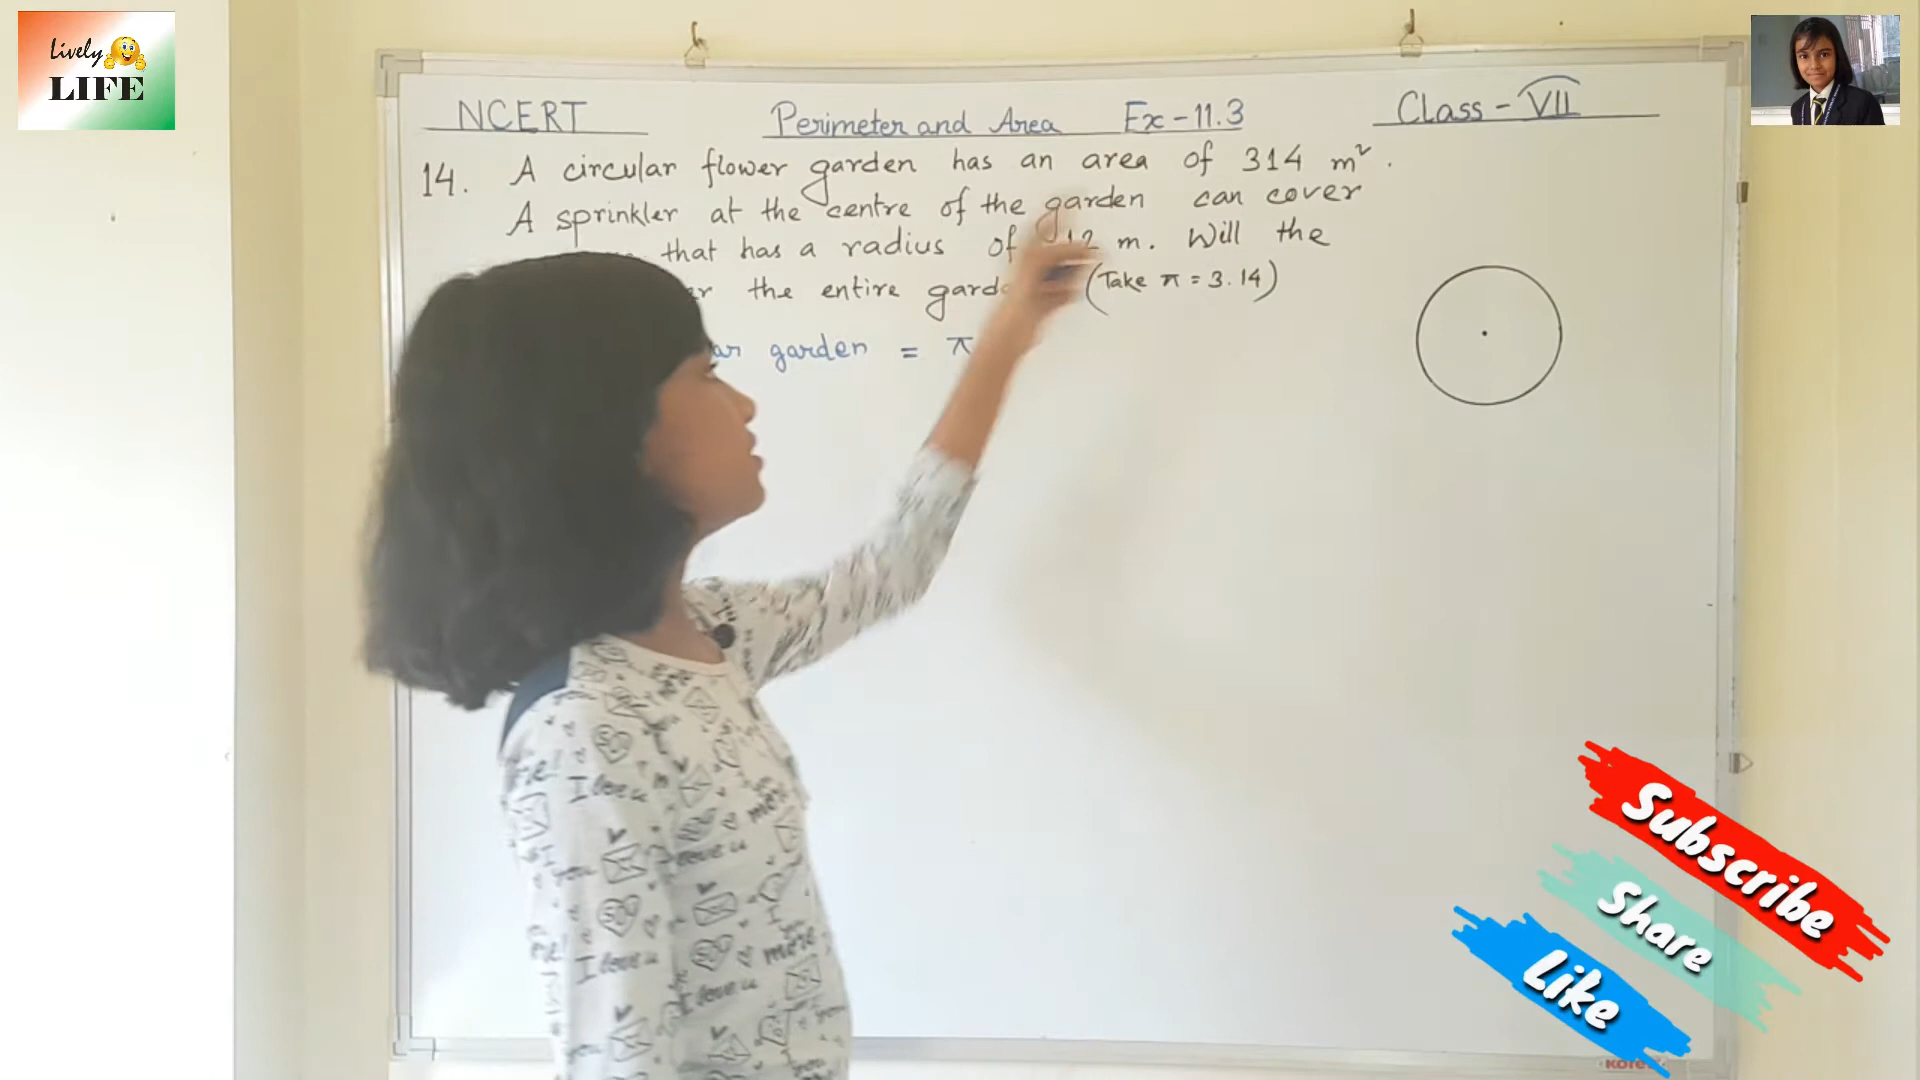 Lively
LIFE
NCERT Perimeter and Area Ex-11.3 Class-VII
14. A circular flower garden has an area of 314 m².
A sprinkler at the centre of the garden can cover
that has a radius of 12 m. Will the
the entire (Take π = 3.14)
garden = π
Subscribe
Share
Like